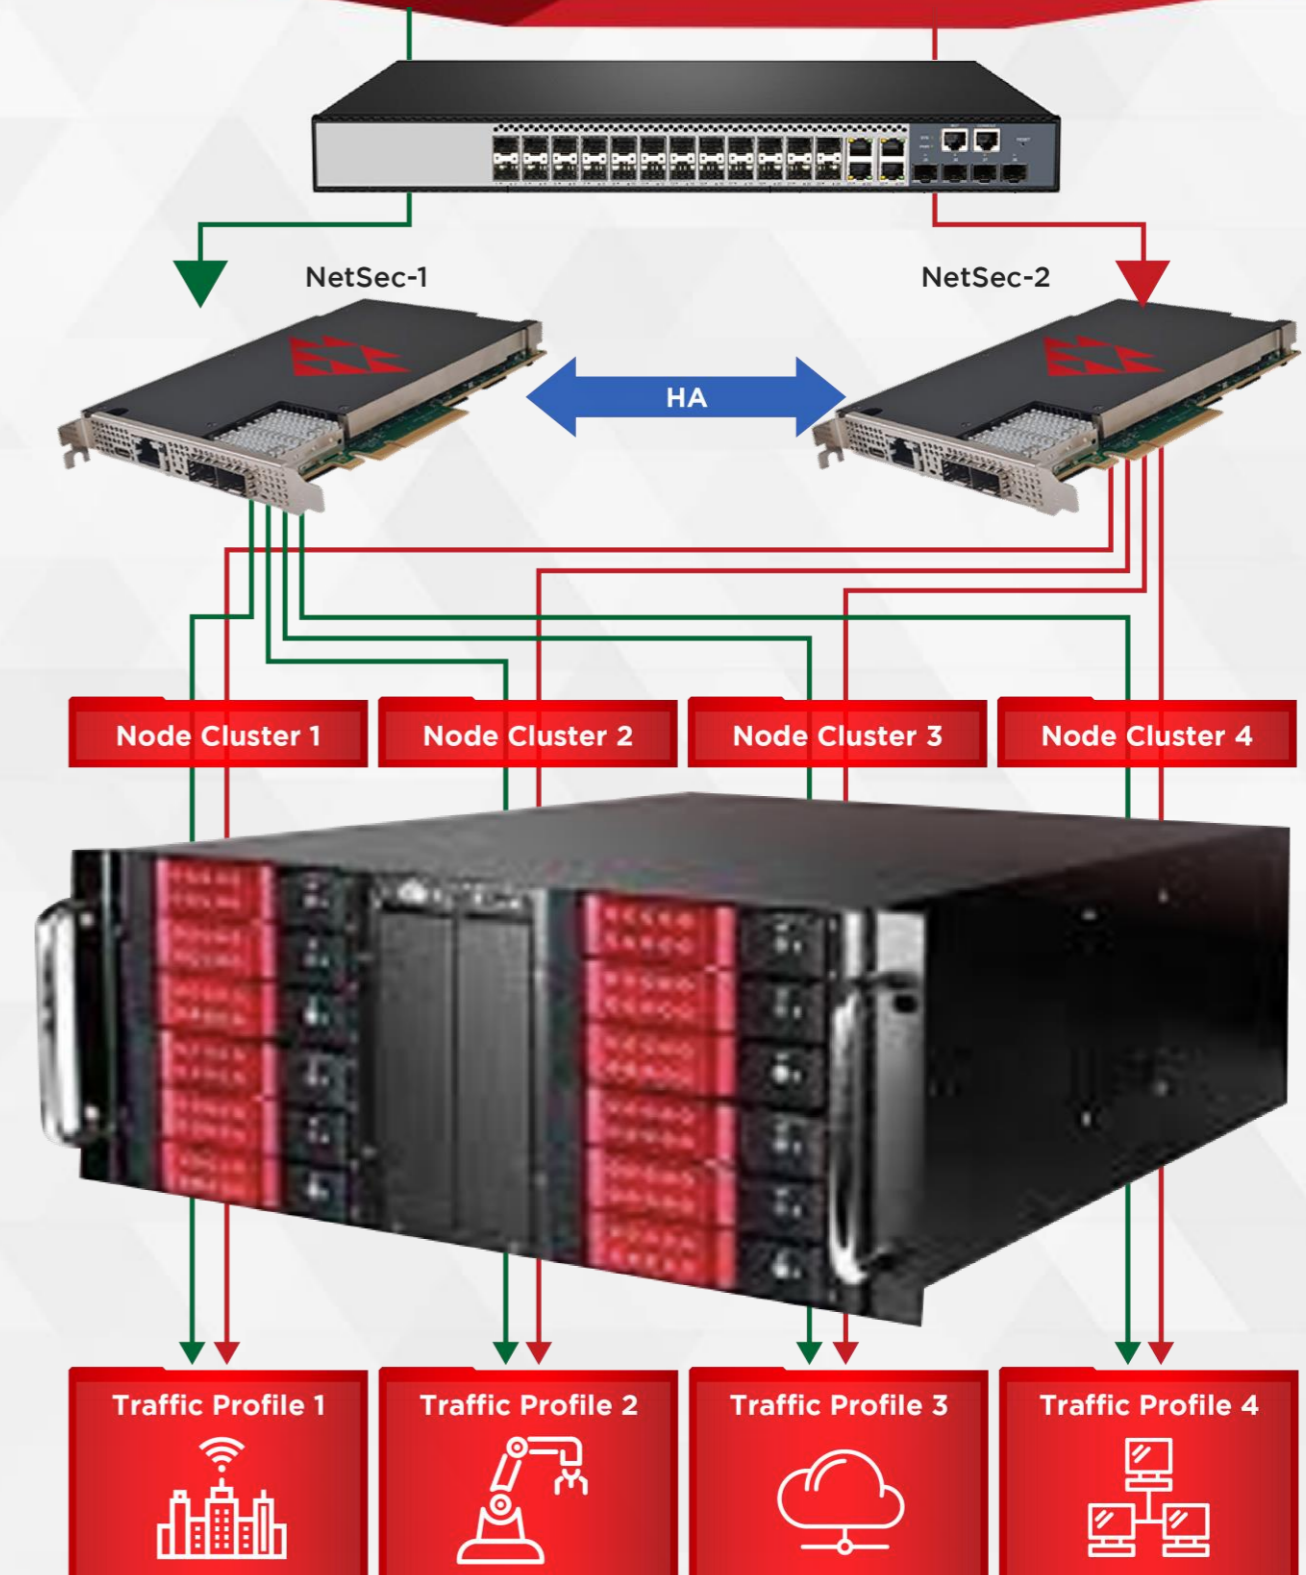 NetSec-1
NetSec-2
HA
Node Cluster 1
Node Cluster 2
Node Cluster 3
Node Cluster 4
Traffic Profile 1
Traffic Profile 2
Traffic Profile 3
Traffic Profile 4